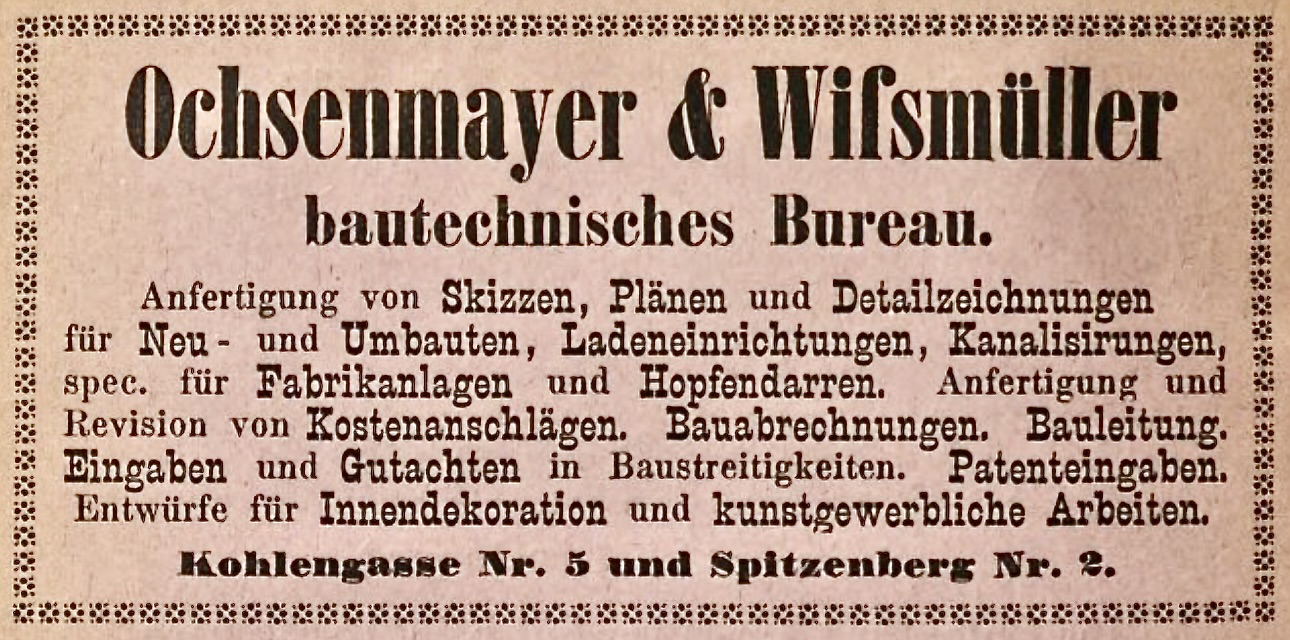 Ochsenmayer & Wiſsmüller
bautechnisches Bureau.
Anfertigung von Skizzen, Plänen und Detailzeichnungen
für Neu- und Umbauten, Ladeneinrichtungen, Kanalisirungen,
spec. für Fabrikanlagen und Hopfendarren. Anfertigung und
Revision von Kostenanschlägen. Bauabrechnungen. Bauleitung.
Eingaben und Gutachten in Baustreitigkeiten. Patenteingaben.
Entwürfe für Innendekoration und kunstgewerbliche Arbeiten.
Kohlengasse Nr. 5 und Spitzenberg Nr. 2.